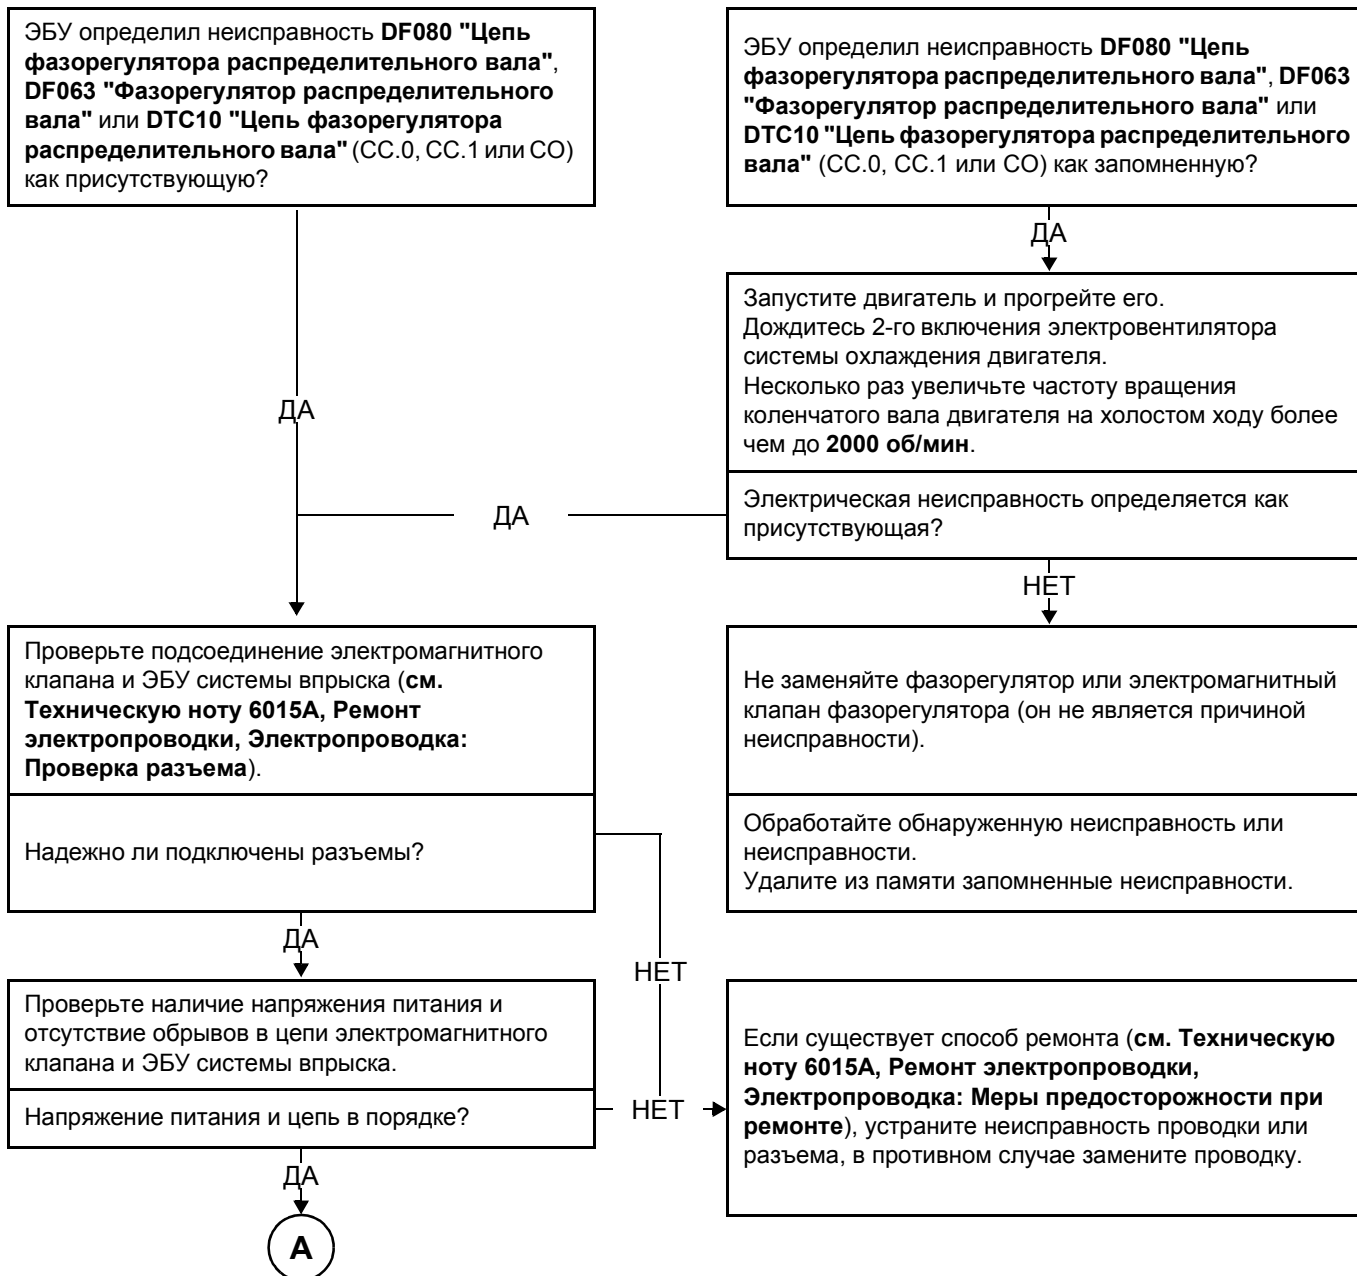 ЭБУ определил неисправность DF080 "Цепь
фазорегулятора распределительного вала",
DF063 "Фазорегулятор распределительного
вала" или DTC10 "Цепь фазорегулятора
распределительного вала" (CC.0, CC.1 или CO)
как присутствующую?
ЭБУ определил неисправность DF080 "Цепь
фазорегулятора распределительного вала", DF063
"Фазорегулятор распределительного вала" или
DTC10 "Цепь фазорегулятора распределительного
вала" (CC.0, CC.1 или CO) как запомненную?
ДА
Запустите двигатель и прогрейте его.
Дождитесь 2-го включения электровентилятора
системы охлаждения двигателя.
Несколько раз увеличьте частоту вращения
коленчатого вала двигателя на холостом ходу более
чем до 2000 об/мин.
ДА
Электрическая неисправность определяется как
присутствующая?
ДА
НЕТ
Проверьте подсоединение электромагнитного
клапана и ЭБУ системы впрыска (см.
Техническую ноту 6015A, Ремонт
электропроводки, Электропроводка:
Проверка разъема).
Надежно ли подключены разъемы?
Не заменяйте фазорегулятор или электромагнитный
клапан фазорегулятора (он не является причиной
неисправности).
Обработайте обнаруженную неисправность или
неисправности.
Удалите из памяти запомненные неисправности.
ДА
НЕТ
Проверьте наличие напряжения питания и
отсутствие обрывов в цепи электромагнитного
клапана и ЭБУ системы впрыска.
Напряжение питания и цепь в порядке?
НЕТ
Если существует способ ремонта (см. Техническую
ноту 6015A, Ремонт электропроводки,
Электропроводка: Меры предосторожности при
ремонте), устраните неисправность проводки или
разъема, в противном случае замените проводку.
ДА
A